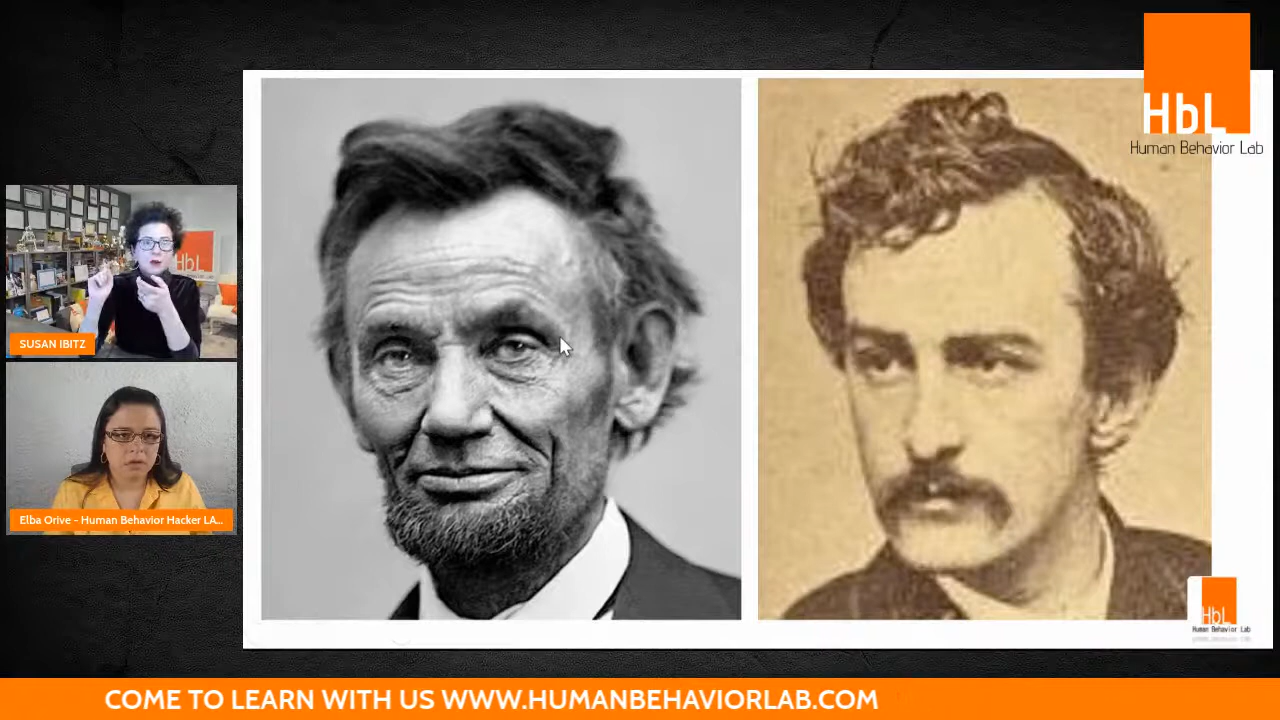 HbL
Human Behavior Lab
HbL
SUSAN IBITZ
Elba Orive - Human Behavior Hacker LA...
HbL
Human Behavior Lab
COME TO LEARN WITH US WWW.HUMANBEHAVIORLAB.COM